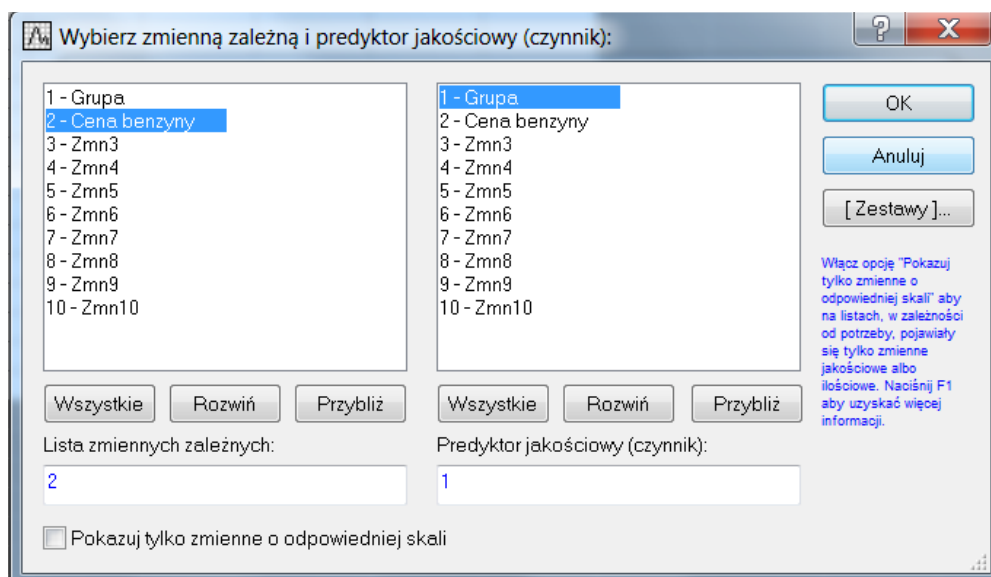 Wybierz zmienną zależną i predyktor jakościowy (czynnik):
1 - Grupa
2 - Cena benzyny
3 - Zmn3
4 - Zmn4
5 - Zmn5
6 - Zmn6
7 - Zmn7
8 - Zmn8
9 - Zmn9
10 - Zmn10
Wszystkie
Rozwiń
Przybliż
Lista zmiennych zależnych:
2
1 - Grupa
2 - Cena benzyny
3 - Zmn3
4 - Zmn4
5 - Zmn5
6 - Zmn6
7 - Zmn7
8 - Zmn8
9 - Zmn9
10 - Zmn10
Wszystkie
Rozwiń
Przybliż
Predyktor jakościowy (czynnik):
1
Pokazuj tylko zmienne o odpowiedniej skali
OK
Anuluj
[ Zestawy ]...
Włącz opcję "Pokazuj
tylko zmienne o
odpowiedniej skali" aby
na listach, w zależności
od potrzeby, pojawiały
się tylko zmienne
jakościowe albo
ilościowe. Naciśnij F1
aby uzyskać więcej
informacji.